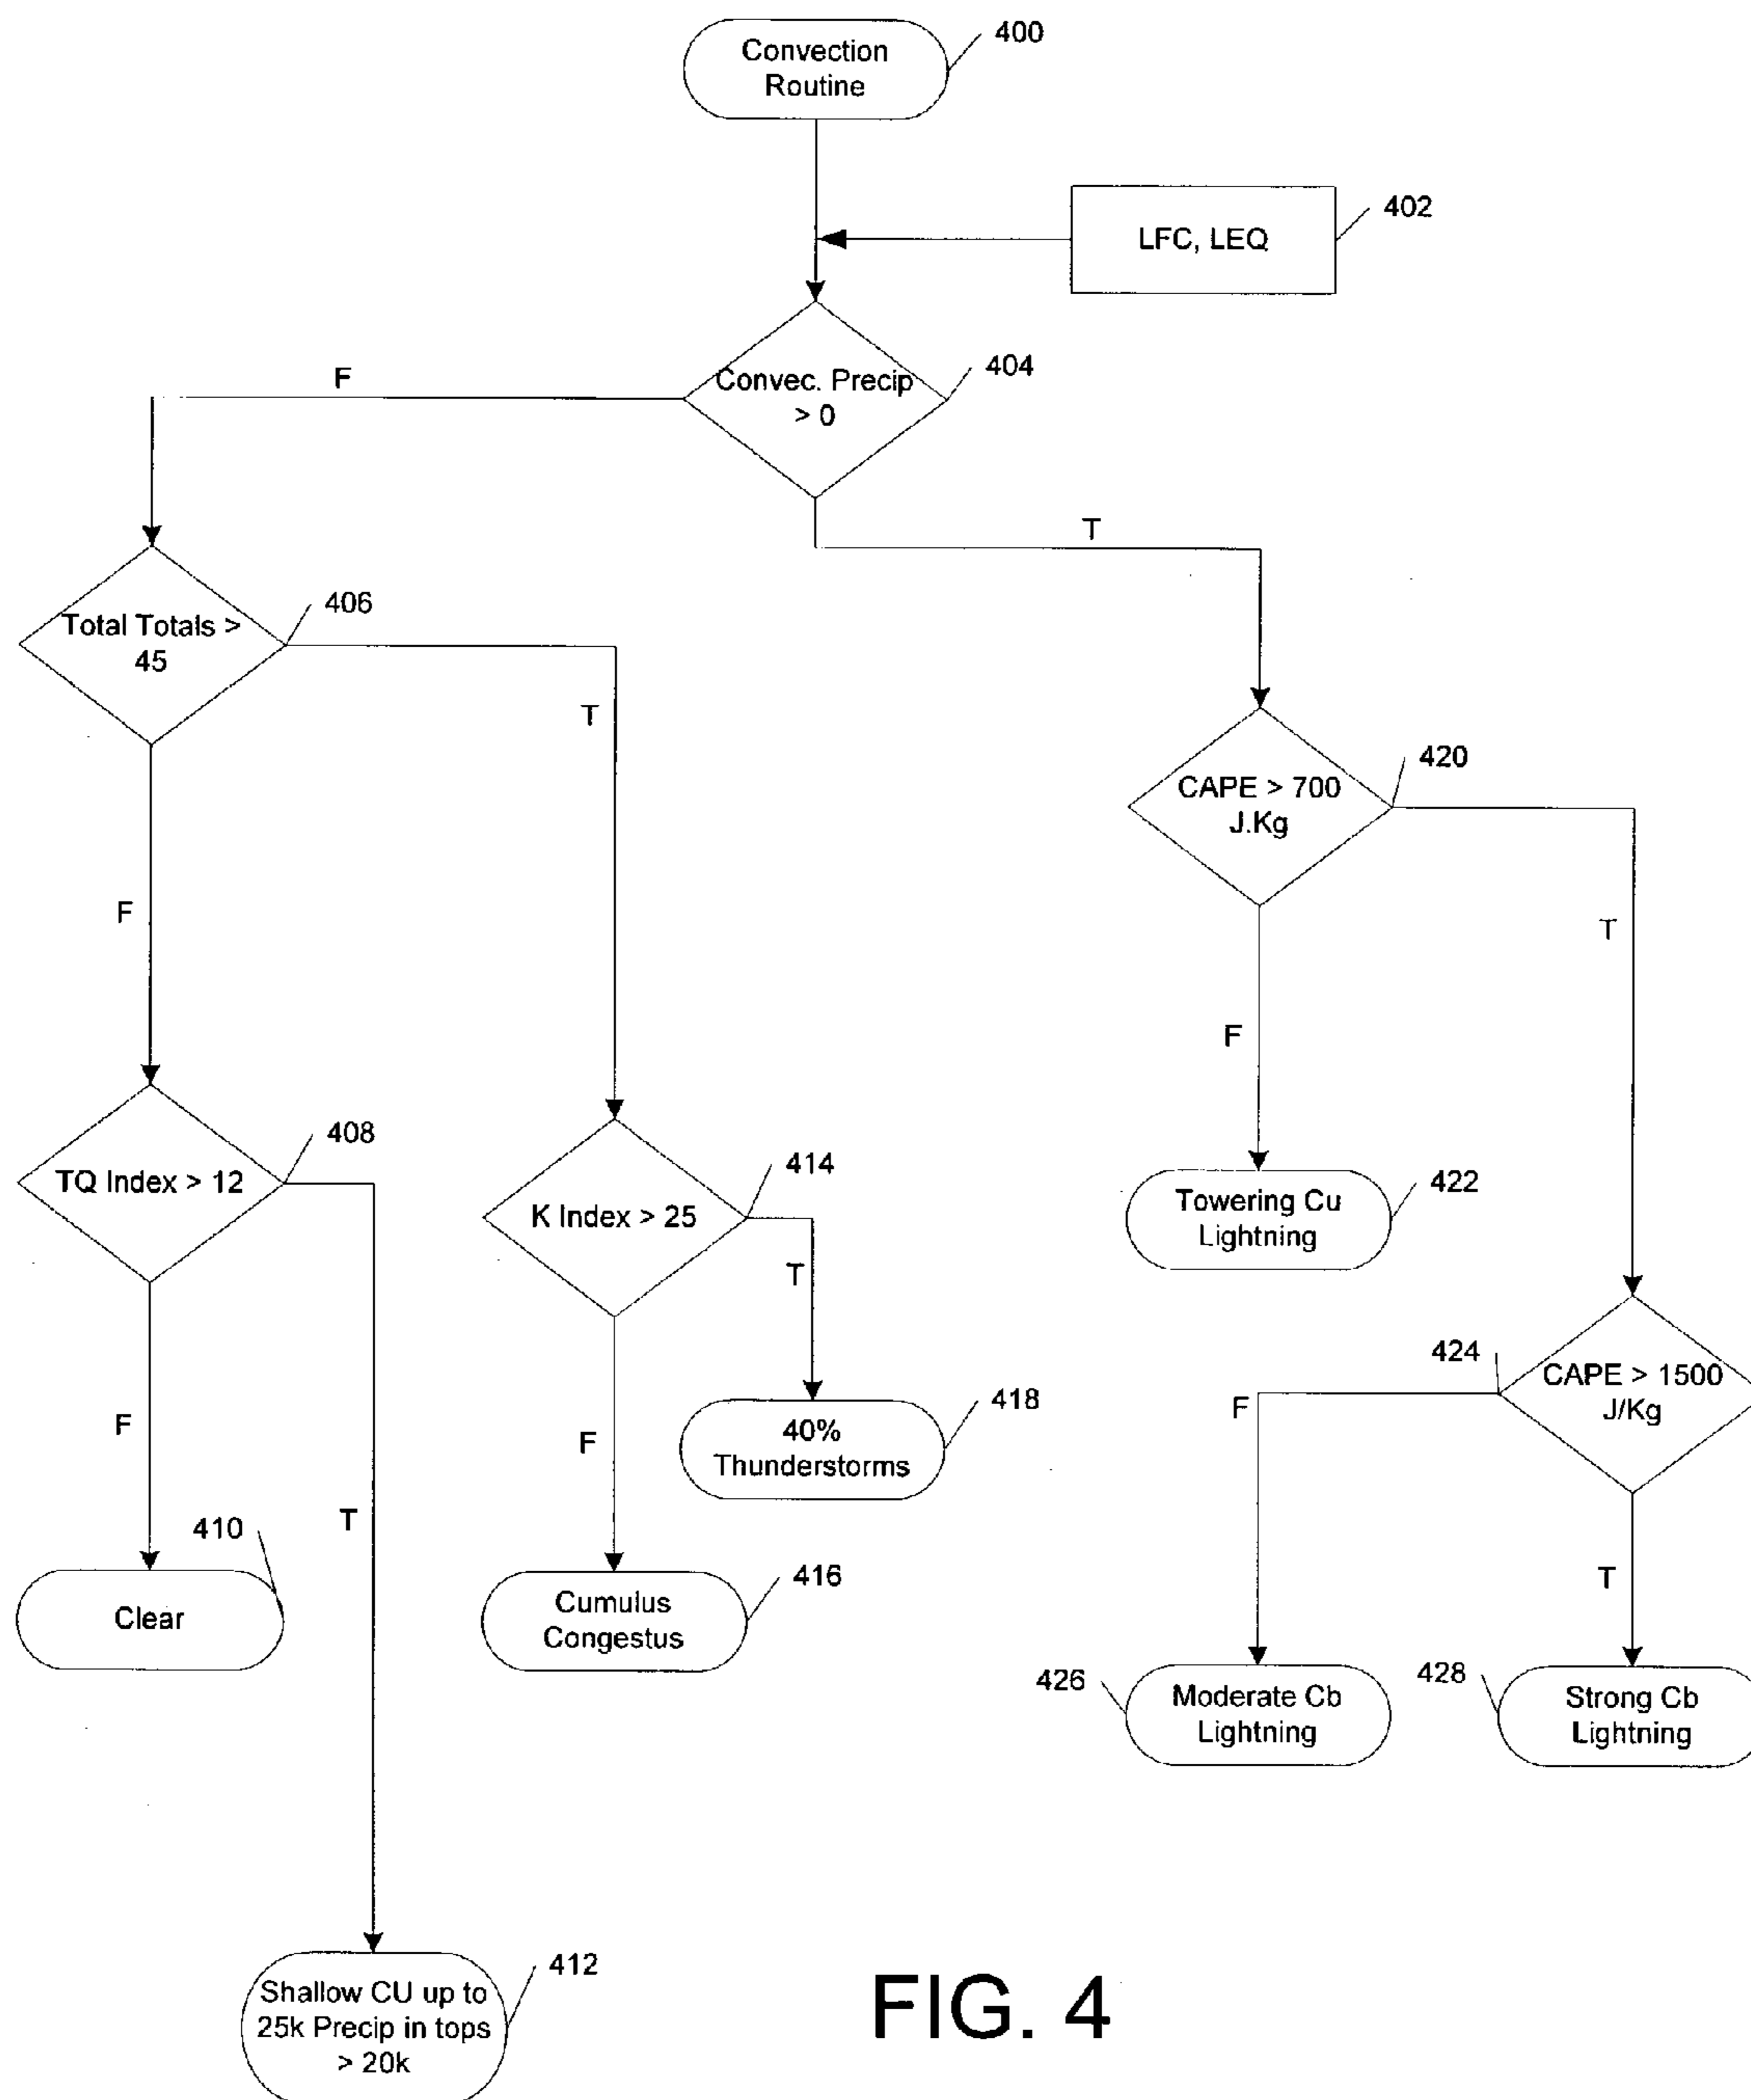 Convection
Routine
400
LFC, LEQ
402
Convec. Precip
> 0
404
F
T
Total Totals >
45
406
T
F
CAPE > 700
J.Kg
420
T
F
TQ Index > 12
408
K Index > 25
414
T
F
F
T
Towering Cu
Lightning
422
CAPE > 1500
J/Kg
424
F
T
40%
Thunderstorms
418
Clear
410
Cumulus
Congestus
416
Moderate Cb
Lightning
426
Strong Cb
Lightning
428
Shallow CU up to
25k Precip in tops
> 20k
412
FIG. 4